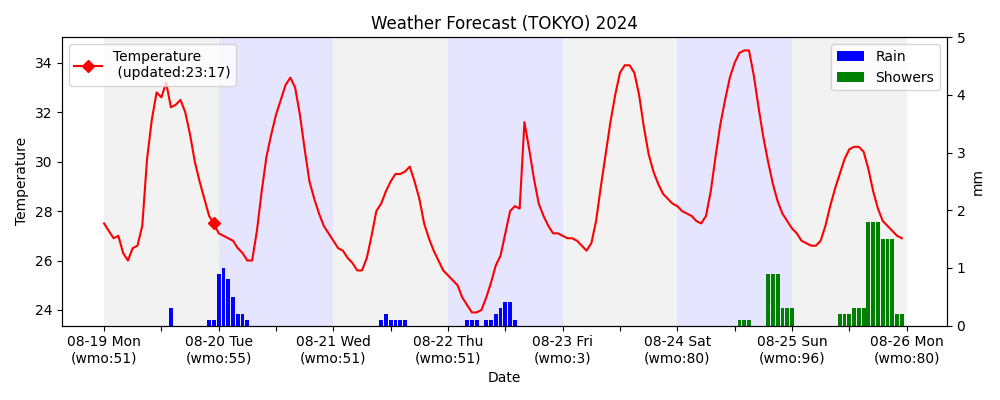 Weather Forecast (TOKYO) 2024
Temperature
(updated:23:17)
Rain
Showers
Temperature
34
32
30
28
26
24
5
4
3
2
1
0
mm
08-19 Mon
(wmo:51)
08-20 Tue
(wmo:55)
08-21 Wed
(wmo:51)
08-22 Thu
(wmo:51)
08-23 Fri
(wmo:3)
08-24 Sat
(wmo:80)
08-25 Sun
(wmo:96)
08-26 Mon
(wmo:80)
Date